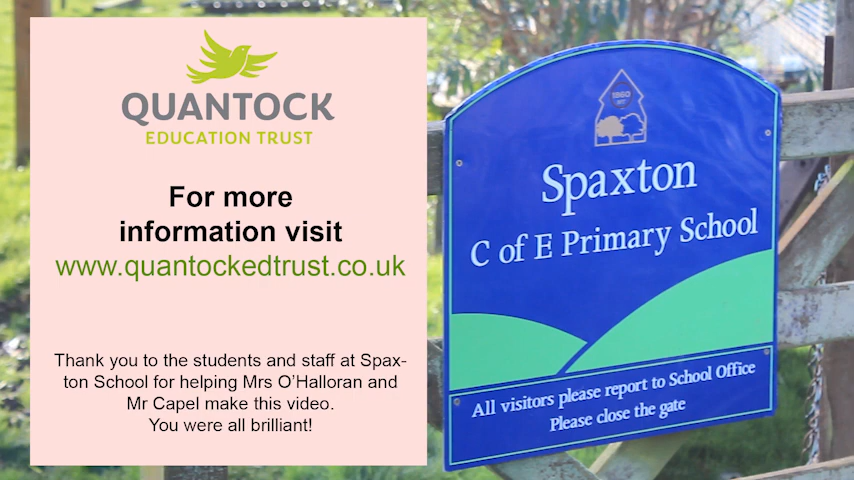 QUANTOCK
EDUCATION TRUST
For more
information visit
www.quantockedtrust.co.uk
Thank you to the students and staff at Spax-
ton School for helping Mrs O'Halloran and
Mr Capel make this video.
You were all brilliant!
1860
Spaxton
C of E Primary School
All visitors please report to School Office
Please close the gate